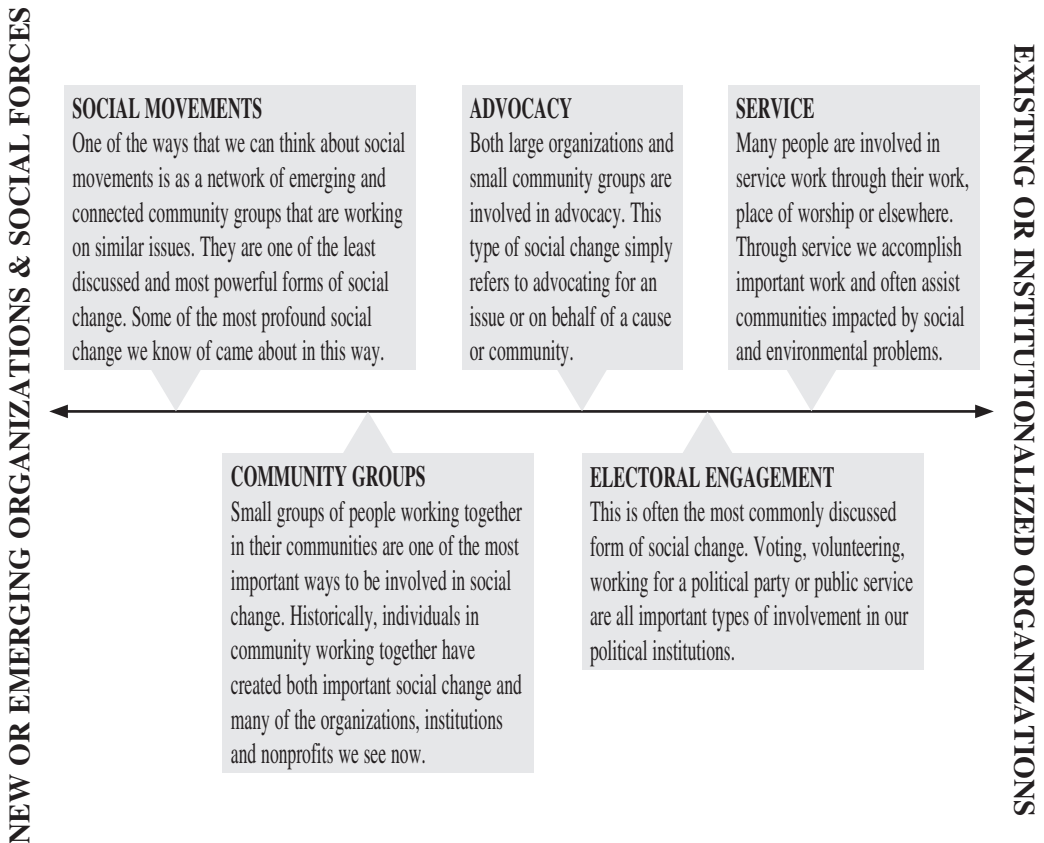 NEW OR EMERGING ORGANIZATIONS & SOCIAL FORCES
SOCIAL MOVEMENTS
One of the ways that we can think about social
movements is as a network of emerging and
connected community groups that are working
on similar issues. They are one of the least
discussed and most powerful forms of social
change. Some of the most profound social
change we know of came about in this way.
ADVOCACY
Both large organizations and
small community groups are
involved in advocacy. This
type of social change simply
refers to advocating for an
issue or on behalf of a cause
or community.
SERVICE
Many people are involved in
service work through their work,
place of worship or elsewhere.
Through service we accomplish
important work and often assist
communities impacted by social
and environmental problems.
COMMUNITY GROUPS
Small groups of people working together
in their communities are one of the most
important ways to be involved in social
change. Historically, individuals in
community working together have
created both important social change and
many of the organizations, institutions
and nonprofits we see now.
ELECTORAL ENGAGEMENT
This is often the most commonly discussed
form of social change. Voting, volunteering,
working for a political party or public service
are all important types of involvement in our
political institutions.
EXISTING OR INSTITUTIONALIZED ORGANIZATIONS